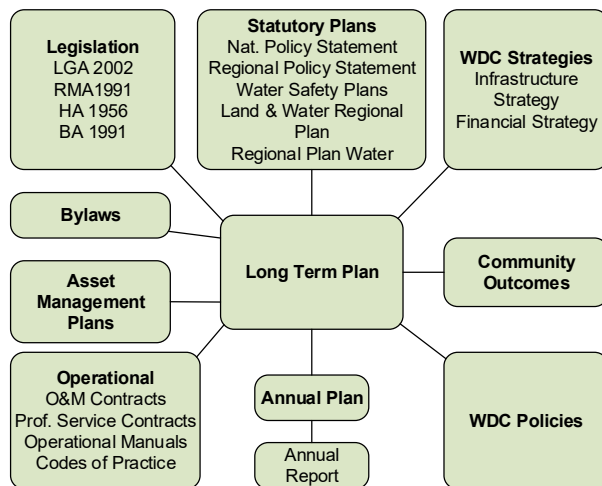 Legislation
LGA 2002
RMA1991
HA 1956
BA 1991
Statutory Plans
Nat. Policy Statement
Regional Policy Statement
Water Safety Plans
Land & Water Regional
Plan
Regional Plan Water
WDC Strategies
Infrastructure
Strategy
Financial Strategy
Bylaws
Long Term Plan
Community
Outcomes
Asset
Management
Plans
Operational
O&M Contracts
Prof. Service Contracts
Operational Manuals
Codes of Practice
Annual Plan
Annual
Report
WDC Policies